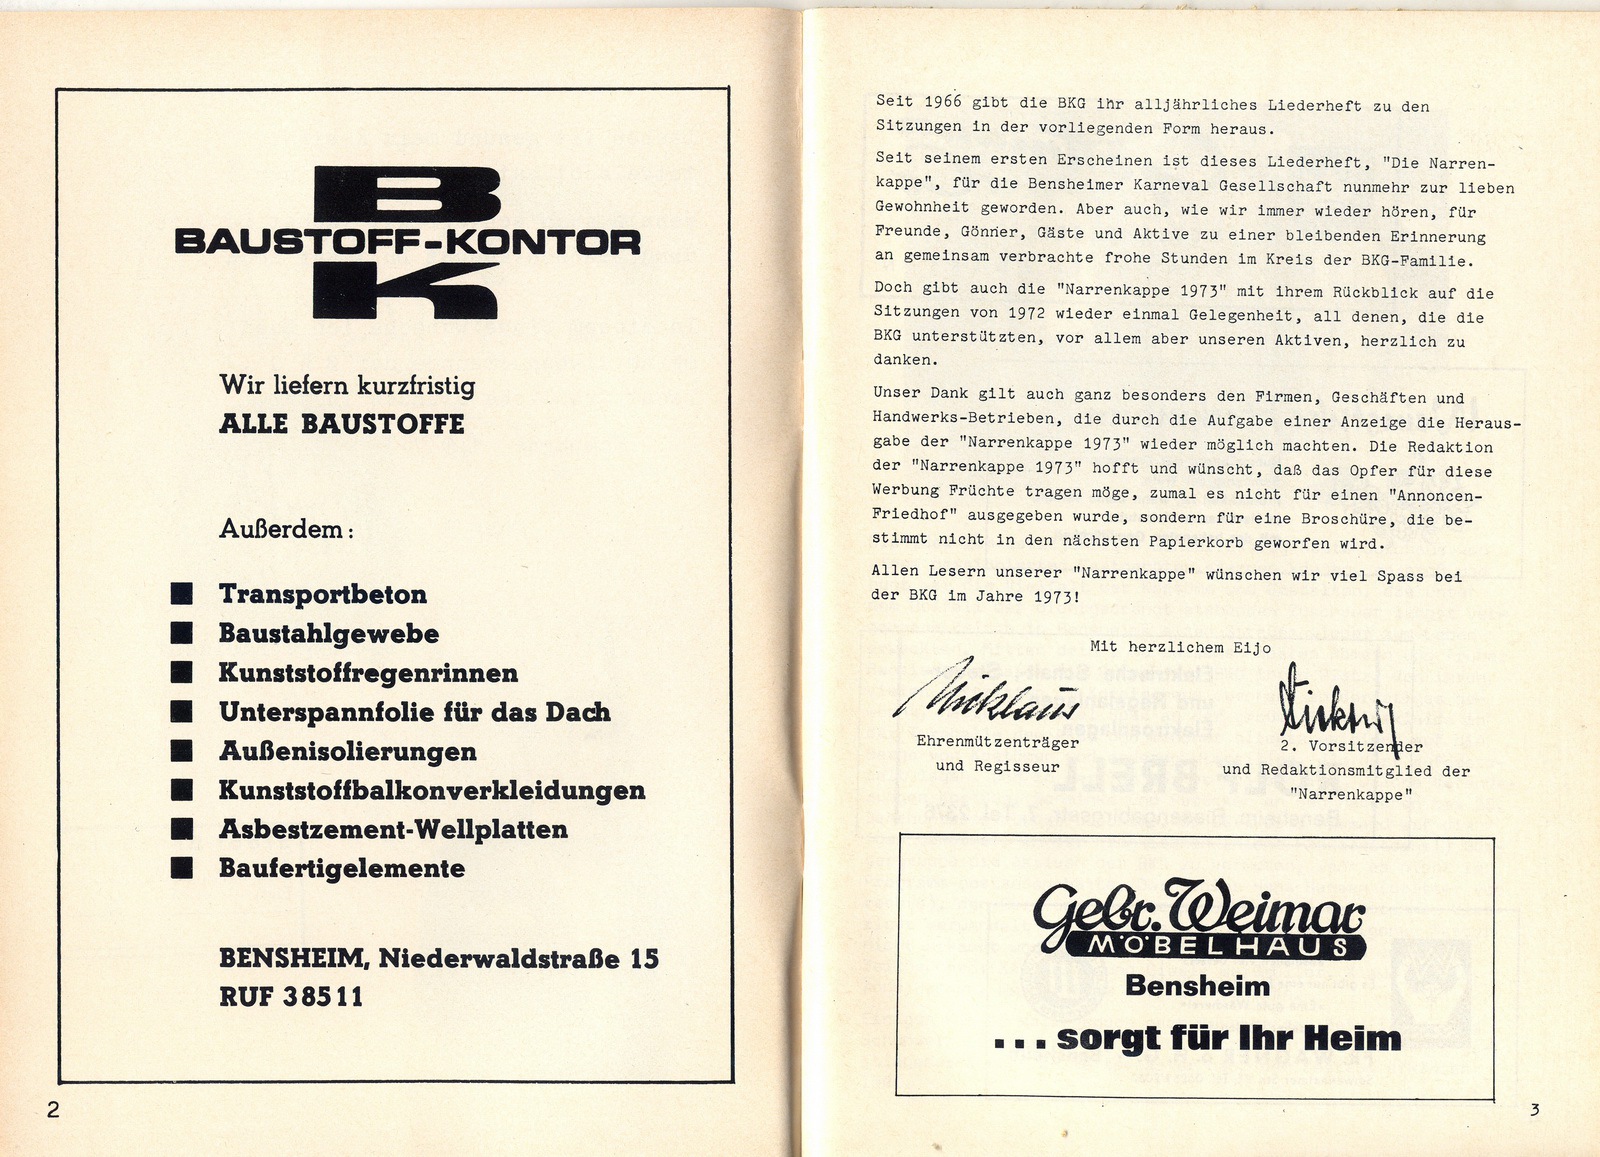 B
BAUSTOFF-KONTOR
K
Wir liefern kurzfristig
ALLE BAUSTOFFE
Außerdem:
Transportbeton
Baustahlgewebe
Kunststoffregenrinnen
Unterspannfolie für das Dach
Außenisolierungen
Kunststoffbalkonverkleidungen
Asbestzement-Wellplatten
Baufertigelemente
BENSHEIM, Niederwaldstraße 15
RUF 38511
2
Seit 1966 gibt die BKG ihr alljährliches Liederheft zu den
Sitzungen in der vorliegenden Form heraus.
Seit seinem ersten Erscheinen ist dieses Liederheft, "Die Narren-
kappe", für die Bensheimer Karneval Gesellschaft nunmehr zur lieben
Gewohnheit geworden. Aber auch, wie wir immer wieder hören, für
Freunde, Gönner, Gäste und Aktive zu einer bleibenden Erinnerung
an gemeinsam verbrachte frohe Stunden im Kreis der BKG-Familie.
Doch gibt auch die "Narrenkappe 1973" mit ihrem Rückblick auf die
Sitzungen von 1972 wieder einmal Gelegenheit, all denen, die die
BKG unterstützten, vor allem aber unseren Aktiven, herzlich zu
danken.
Unser Dank gilt auch ganz besonders den Firmen, Geschäften und
Handwerks-Betrieben, die durch die Aufgabe einer Anzeige die Heraus-
gabe der "Narrenkappe 1973" wieder möglich machten. Die Redaktion
der "Narrenkappe 1973" hofft und wünscht, daß das Opfer für diese
Werbung Früchte tragen möge, zumal es nicht für einen "Annoncen-
Friedhof" ausgegeben wurde, sondern für eine Broschüre, die be-
stimmt nicht in den nächsten Papierkorb geworfen wird.
Allen Lesern unserer "Narrenkappe" wünschen wir viel Spass bei
der BKG im Jahre 1973!
Mit herzlichem Eijo
Nicklaus
Ehrenmützenträger
und Regisseur
2. Vorsitzender
und Redaktionsmitglied der
"Narrenkappe"
Gebr. Weimar
MÖBELHAUS
Bensheim
...sorgt für Ihr Heim
3